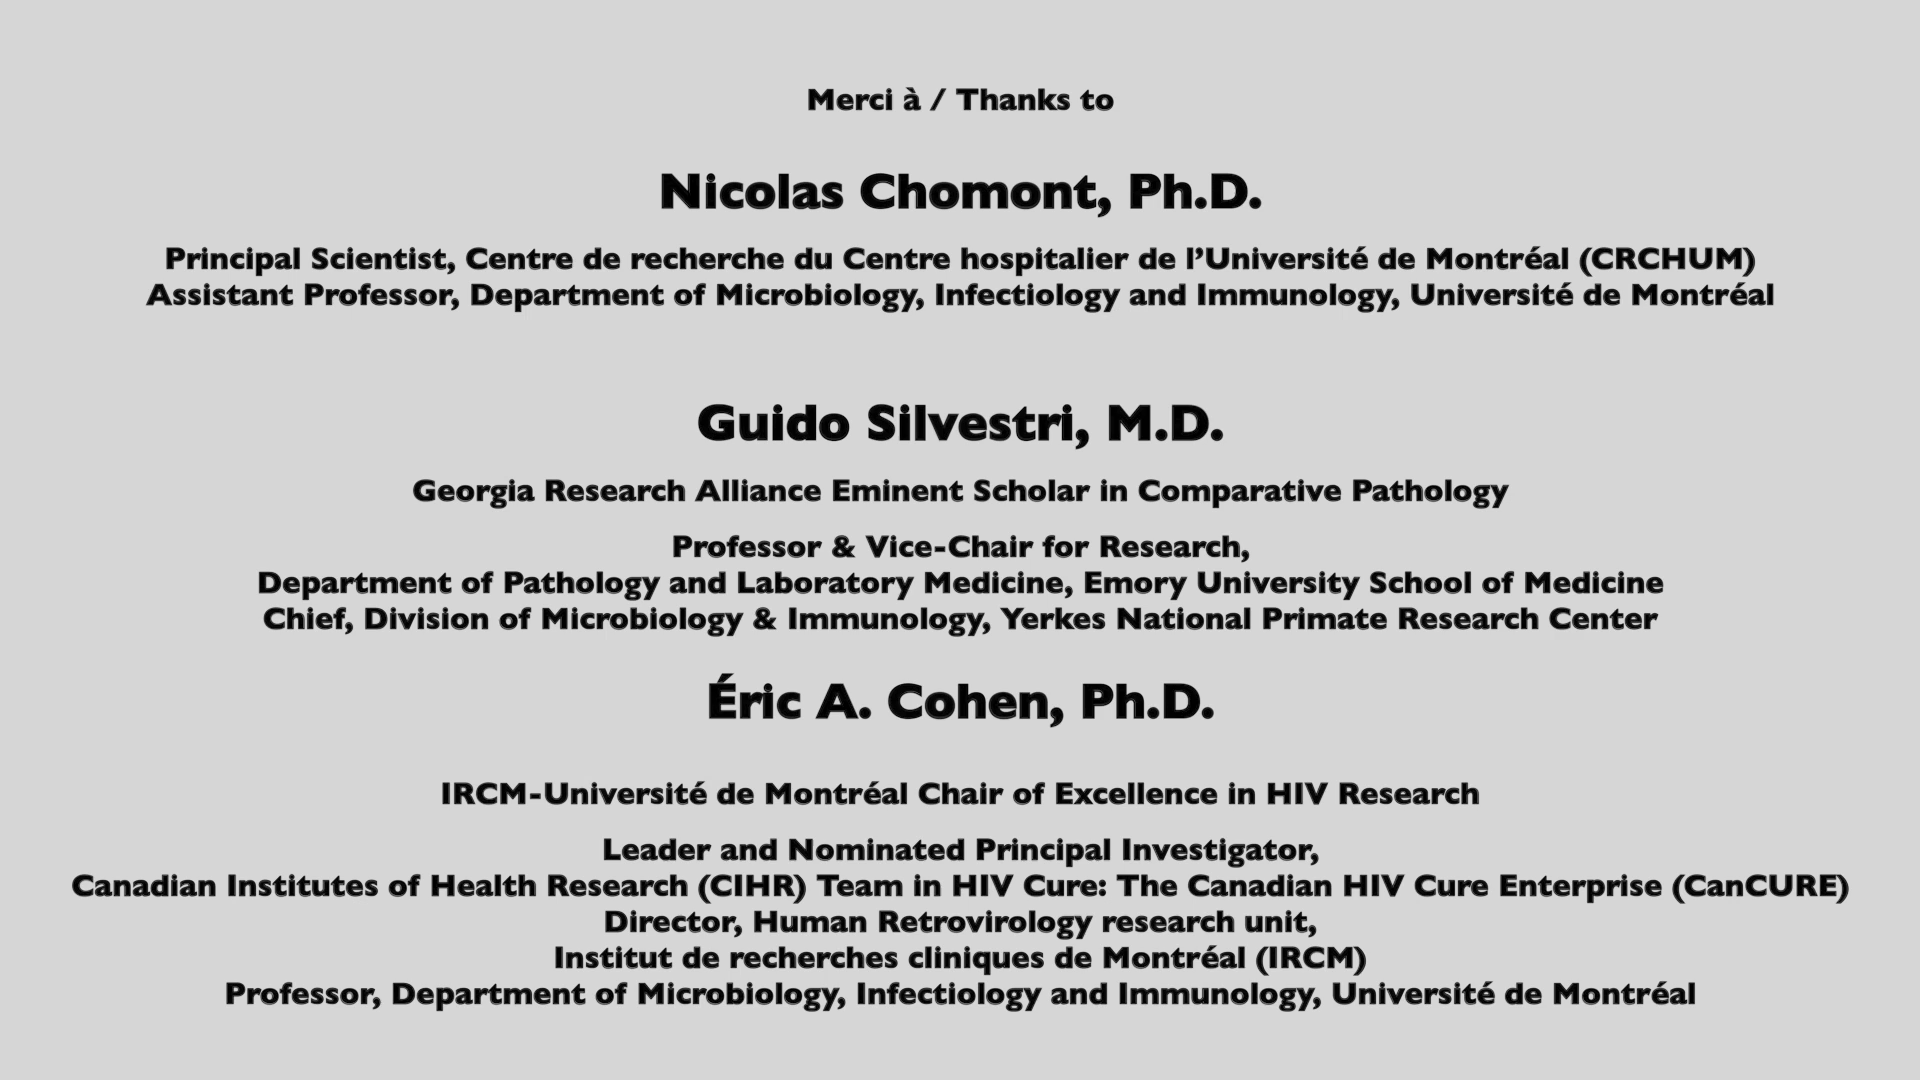 Merci à / Thanks to
Nicolas Chomont, Ph.D.
Principal Scientist, Centre de recherche du Centre hospitalier de l’Université de Montréal (CRCHUM)
Assistant Professor, Department of Microbiology, Infectiology and Immunology, Université de Montréal
Guido Silvestri, M.D.
Georgia Research Alliance Eminent Scholar in Comparative Pathology
Professor & Vice-Chair for Research,
Department of Pathology and Laboratory Medicine, Emory University School of Medicine
Chief, Division of Microbiology & Immunology, Yerkes National Primate Research Center
Éric A. Cohen, Ph.D.
IRCM-Université de Montréal Chair of Excellence in HIV Research
Leader and Nominated Principal Investigator,
Canadian Institutes of Health Research (CIHR) Team in HIV Cure: The Canadian HIV Cure Enterprise (CanCURE)
Director, Human Retrovirology research unit,
Institut de recherches cliniques de Montréal (IRCM)
Professor, Department of Microbiology, Infectiology and Immunology, Université de Montréal